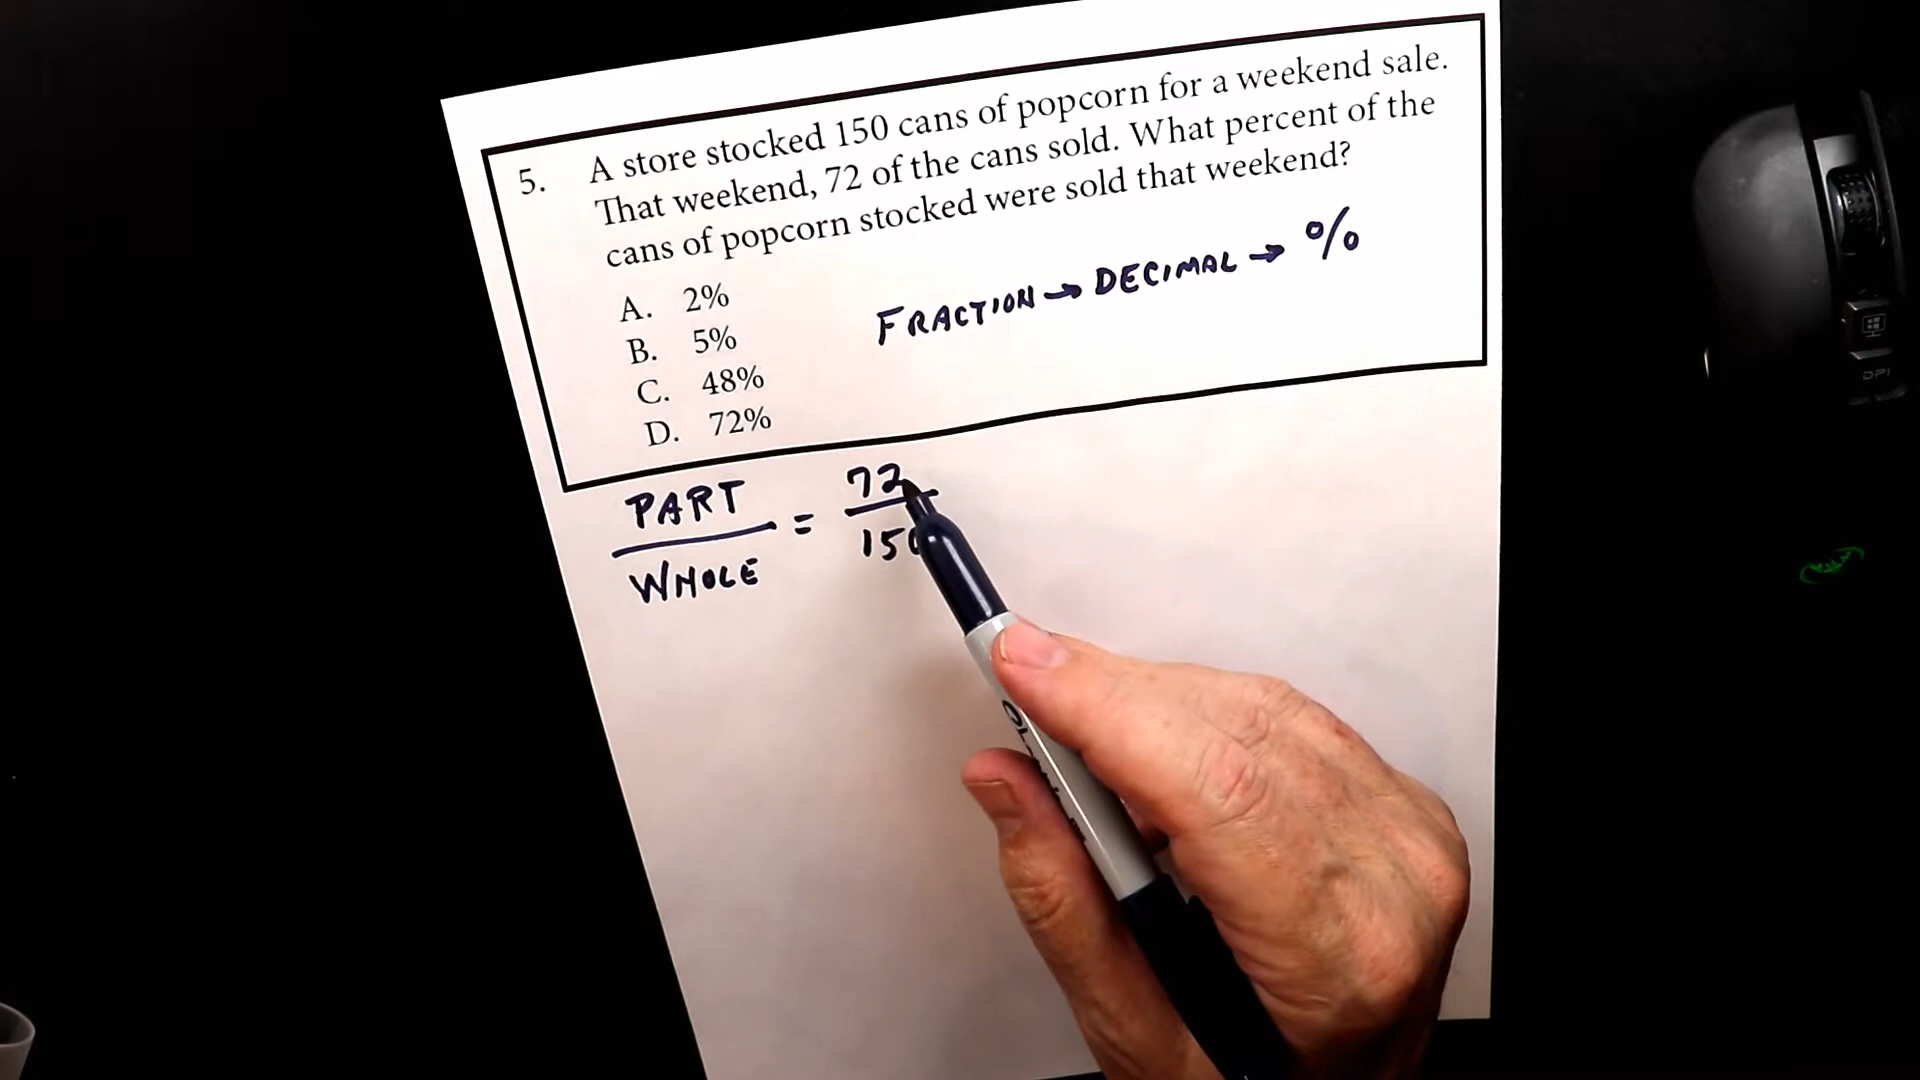 5. A store stocked 150 cans of popcorn for a weekend sale.
That weekend, 72 of the cans sold. What percent of the
cans of popcorn stocked were sold that weekend?
A. 2%
B. 5%
C. 48%
D. 72%
FRACTION → DECIMAL → %
PART = 72
WHOLE 150
DPI